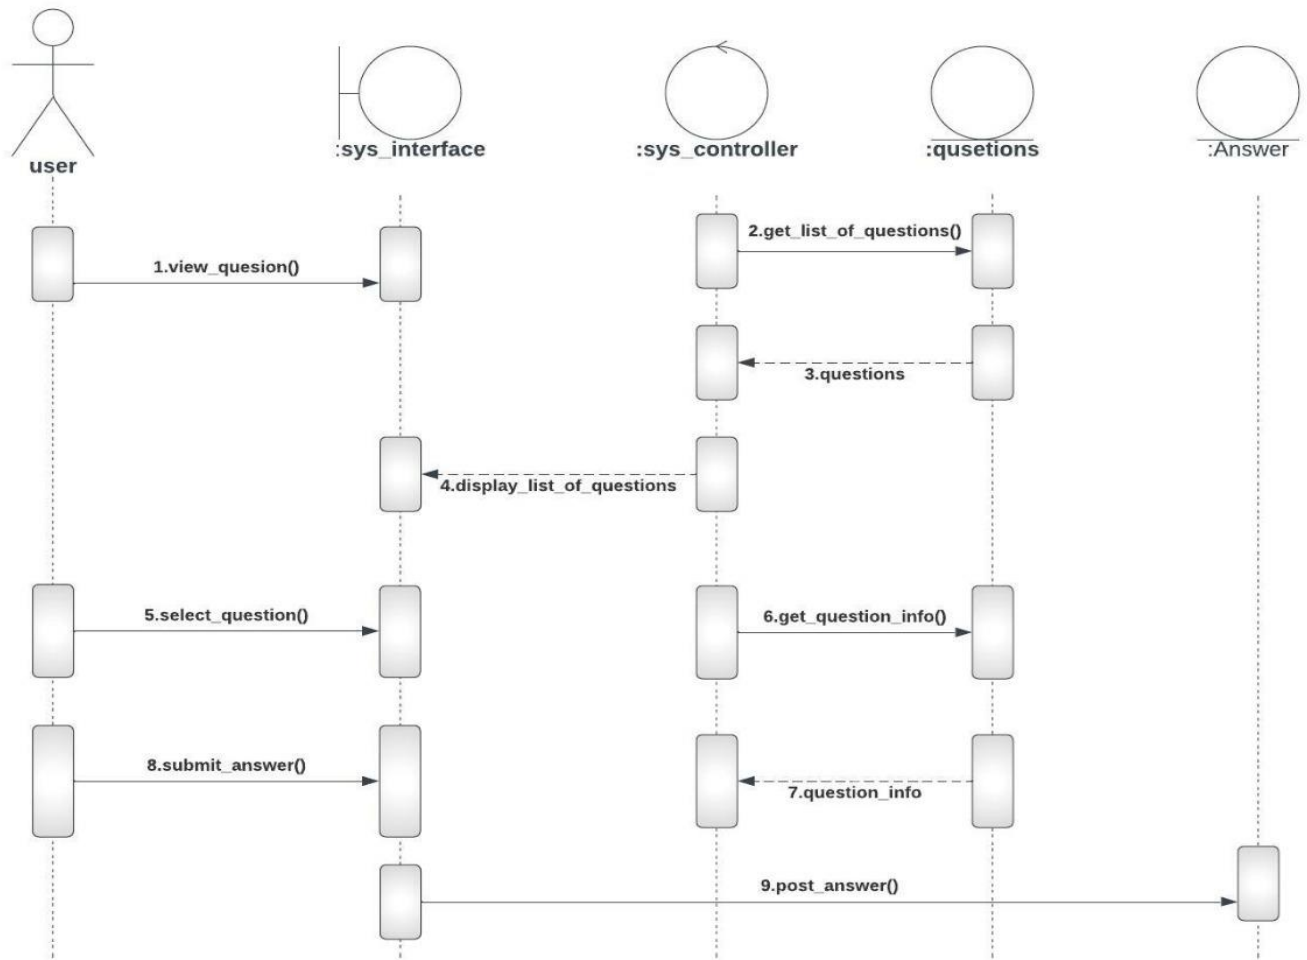 user
:sys_interface
:sys_controller
:qusetions
:Answer
1.view_quesion()
2.get_list_of_questions()
3.questions
4.display_list_of_questions
5.select_question()
6.get_question_info()
8.submit_answer()
7.question_info
9.post_answer()